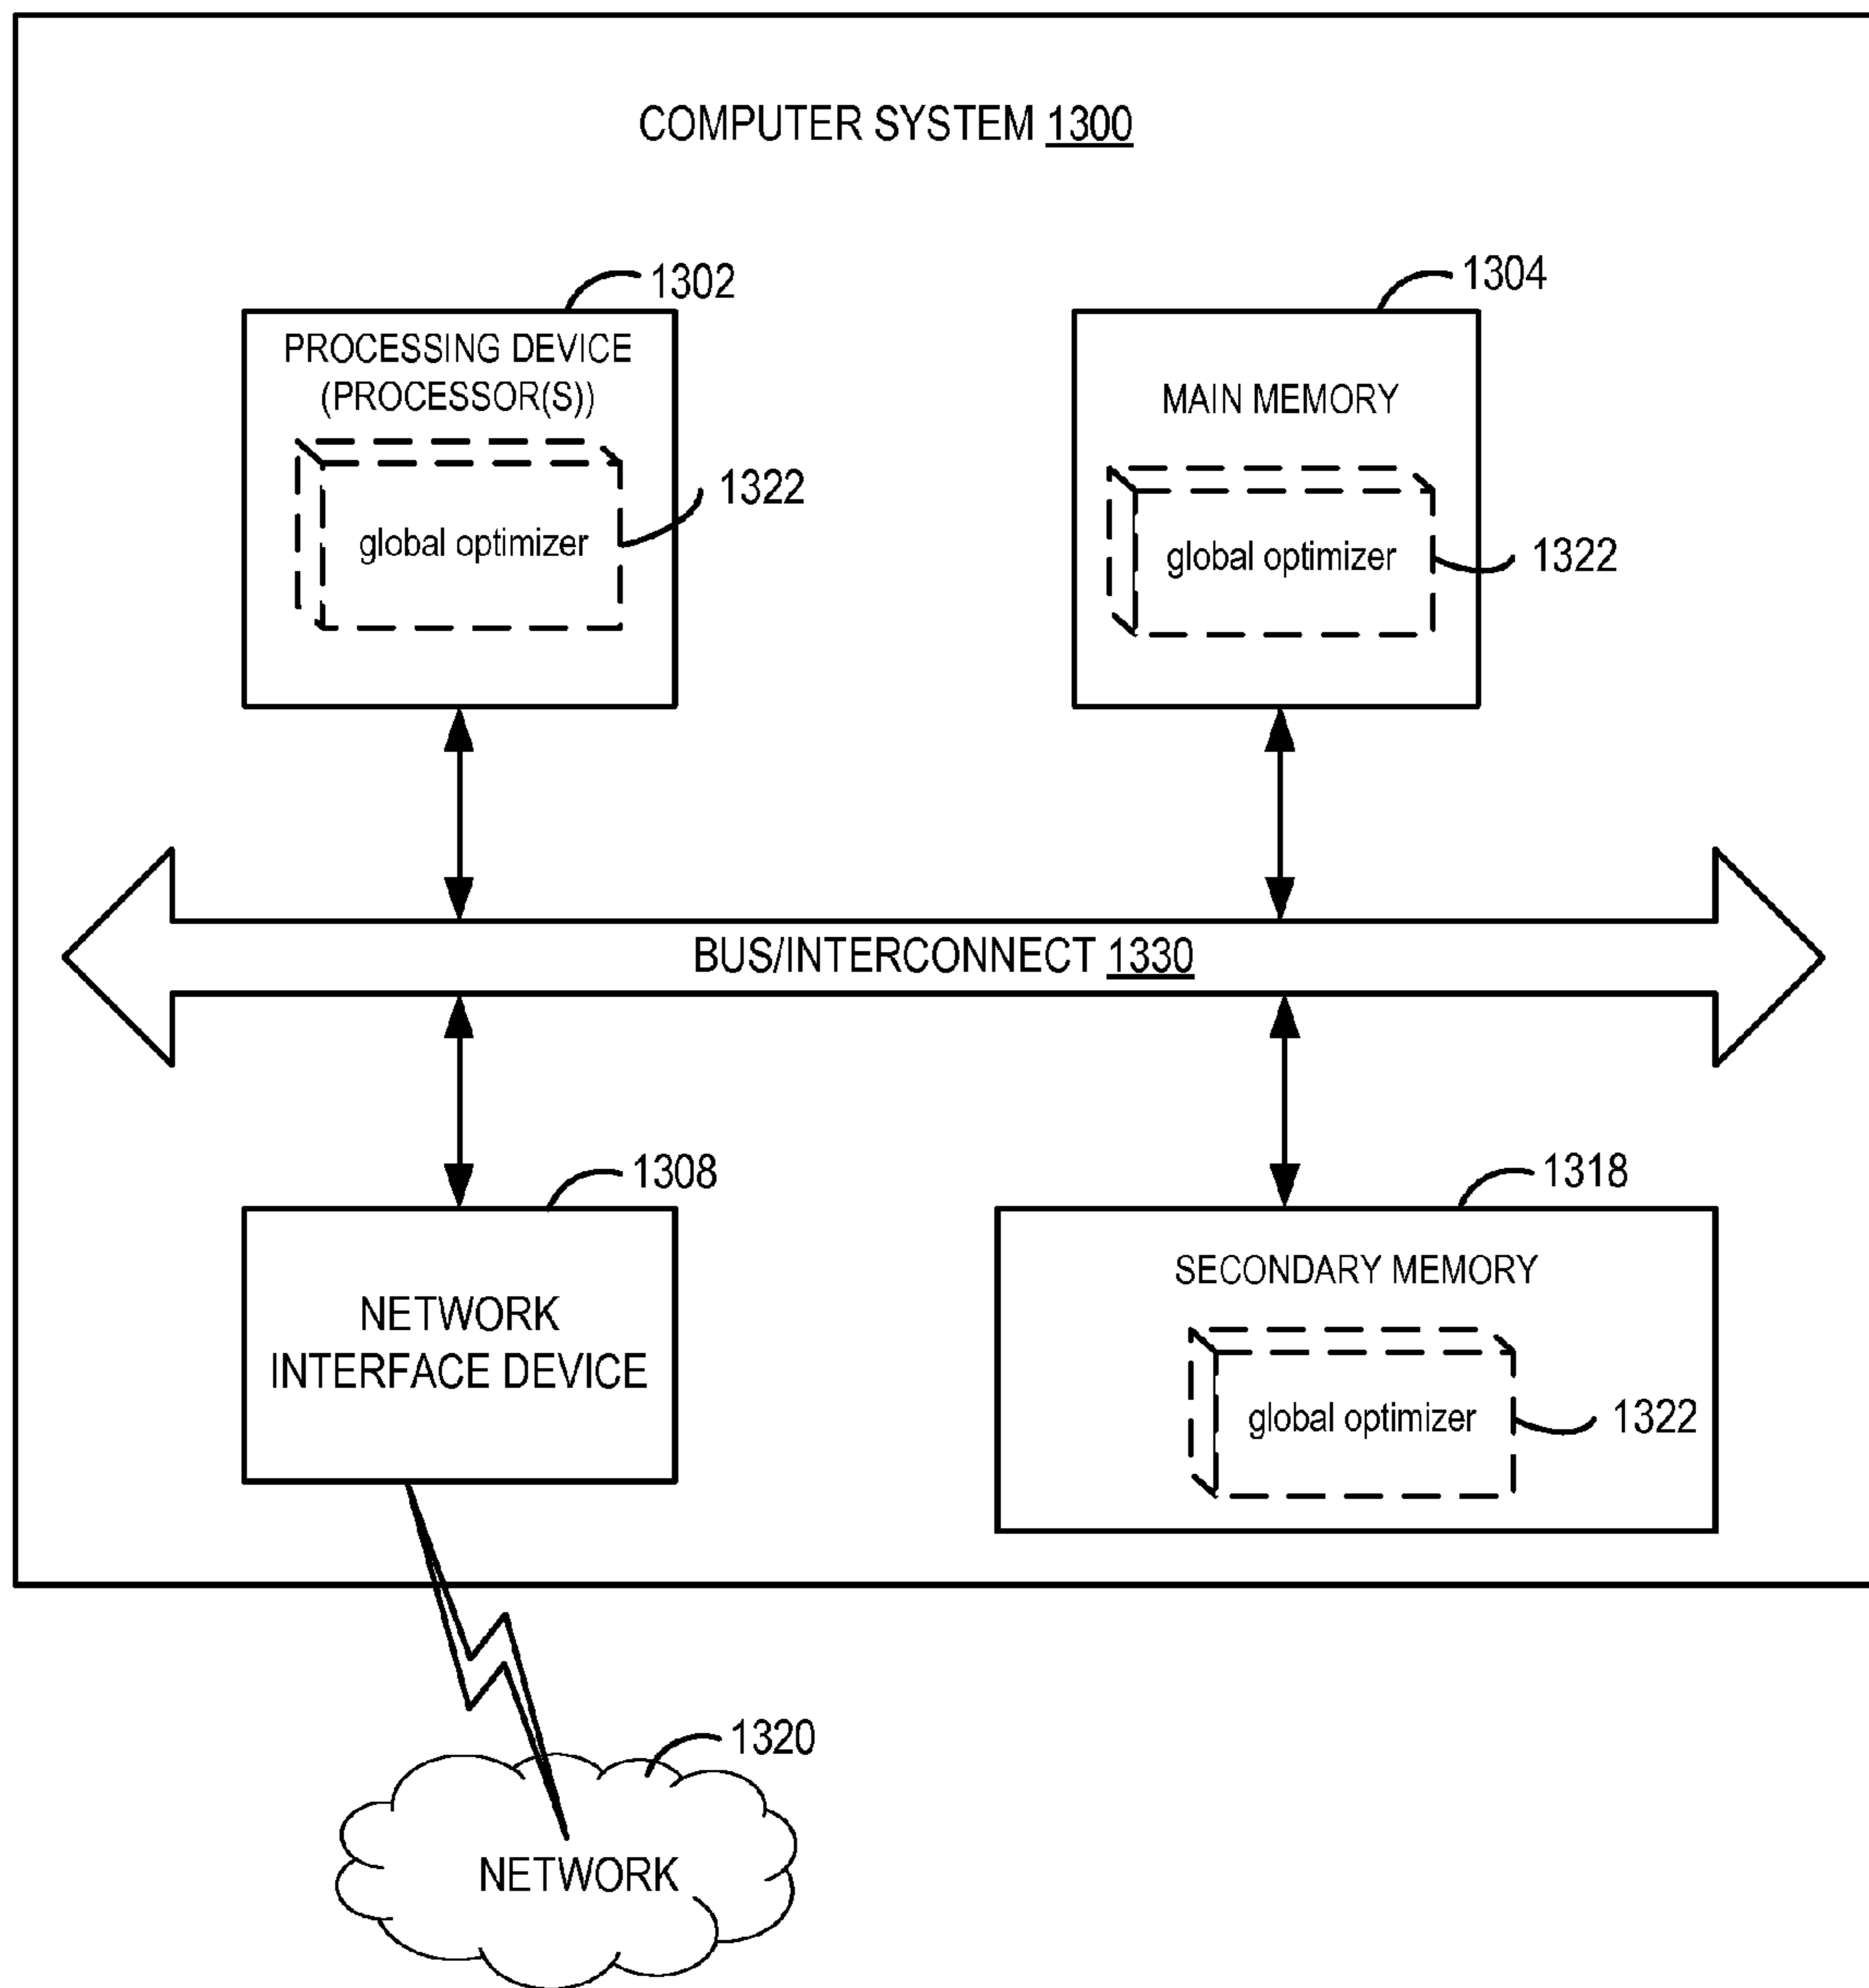 COMPUTER SYSTEM 1300
1302
PROCESSING DEVICE
(PROCESSOR(S))
global optimizer
1322
1304
MAIN MEMORY
global optimizer
1322
BUS/INTERCONNECT 1330
1308
NETWORK
INTERFACE DEVICE
1318
SECONDARY MEMORY
global optimizer
1322
1320
NETWORK